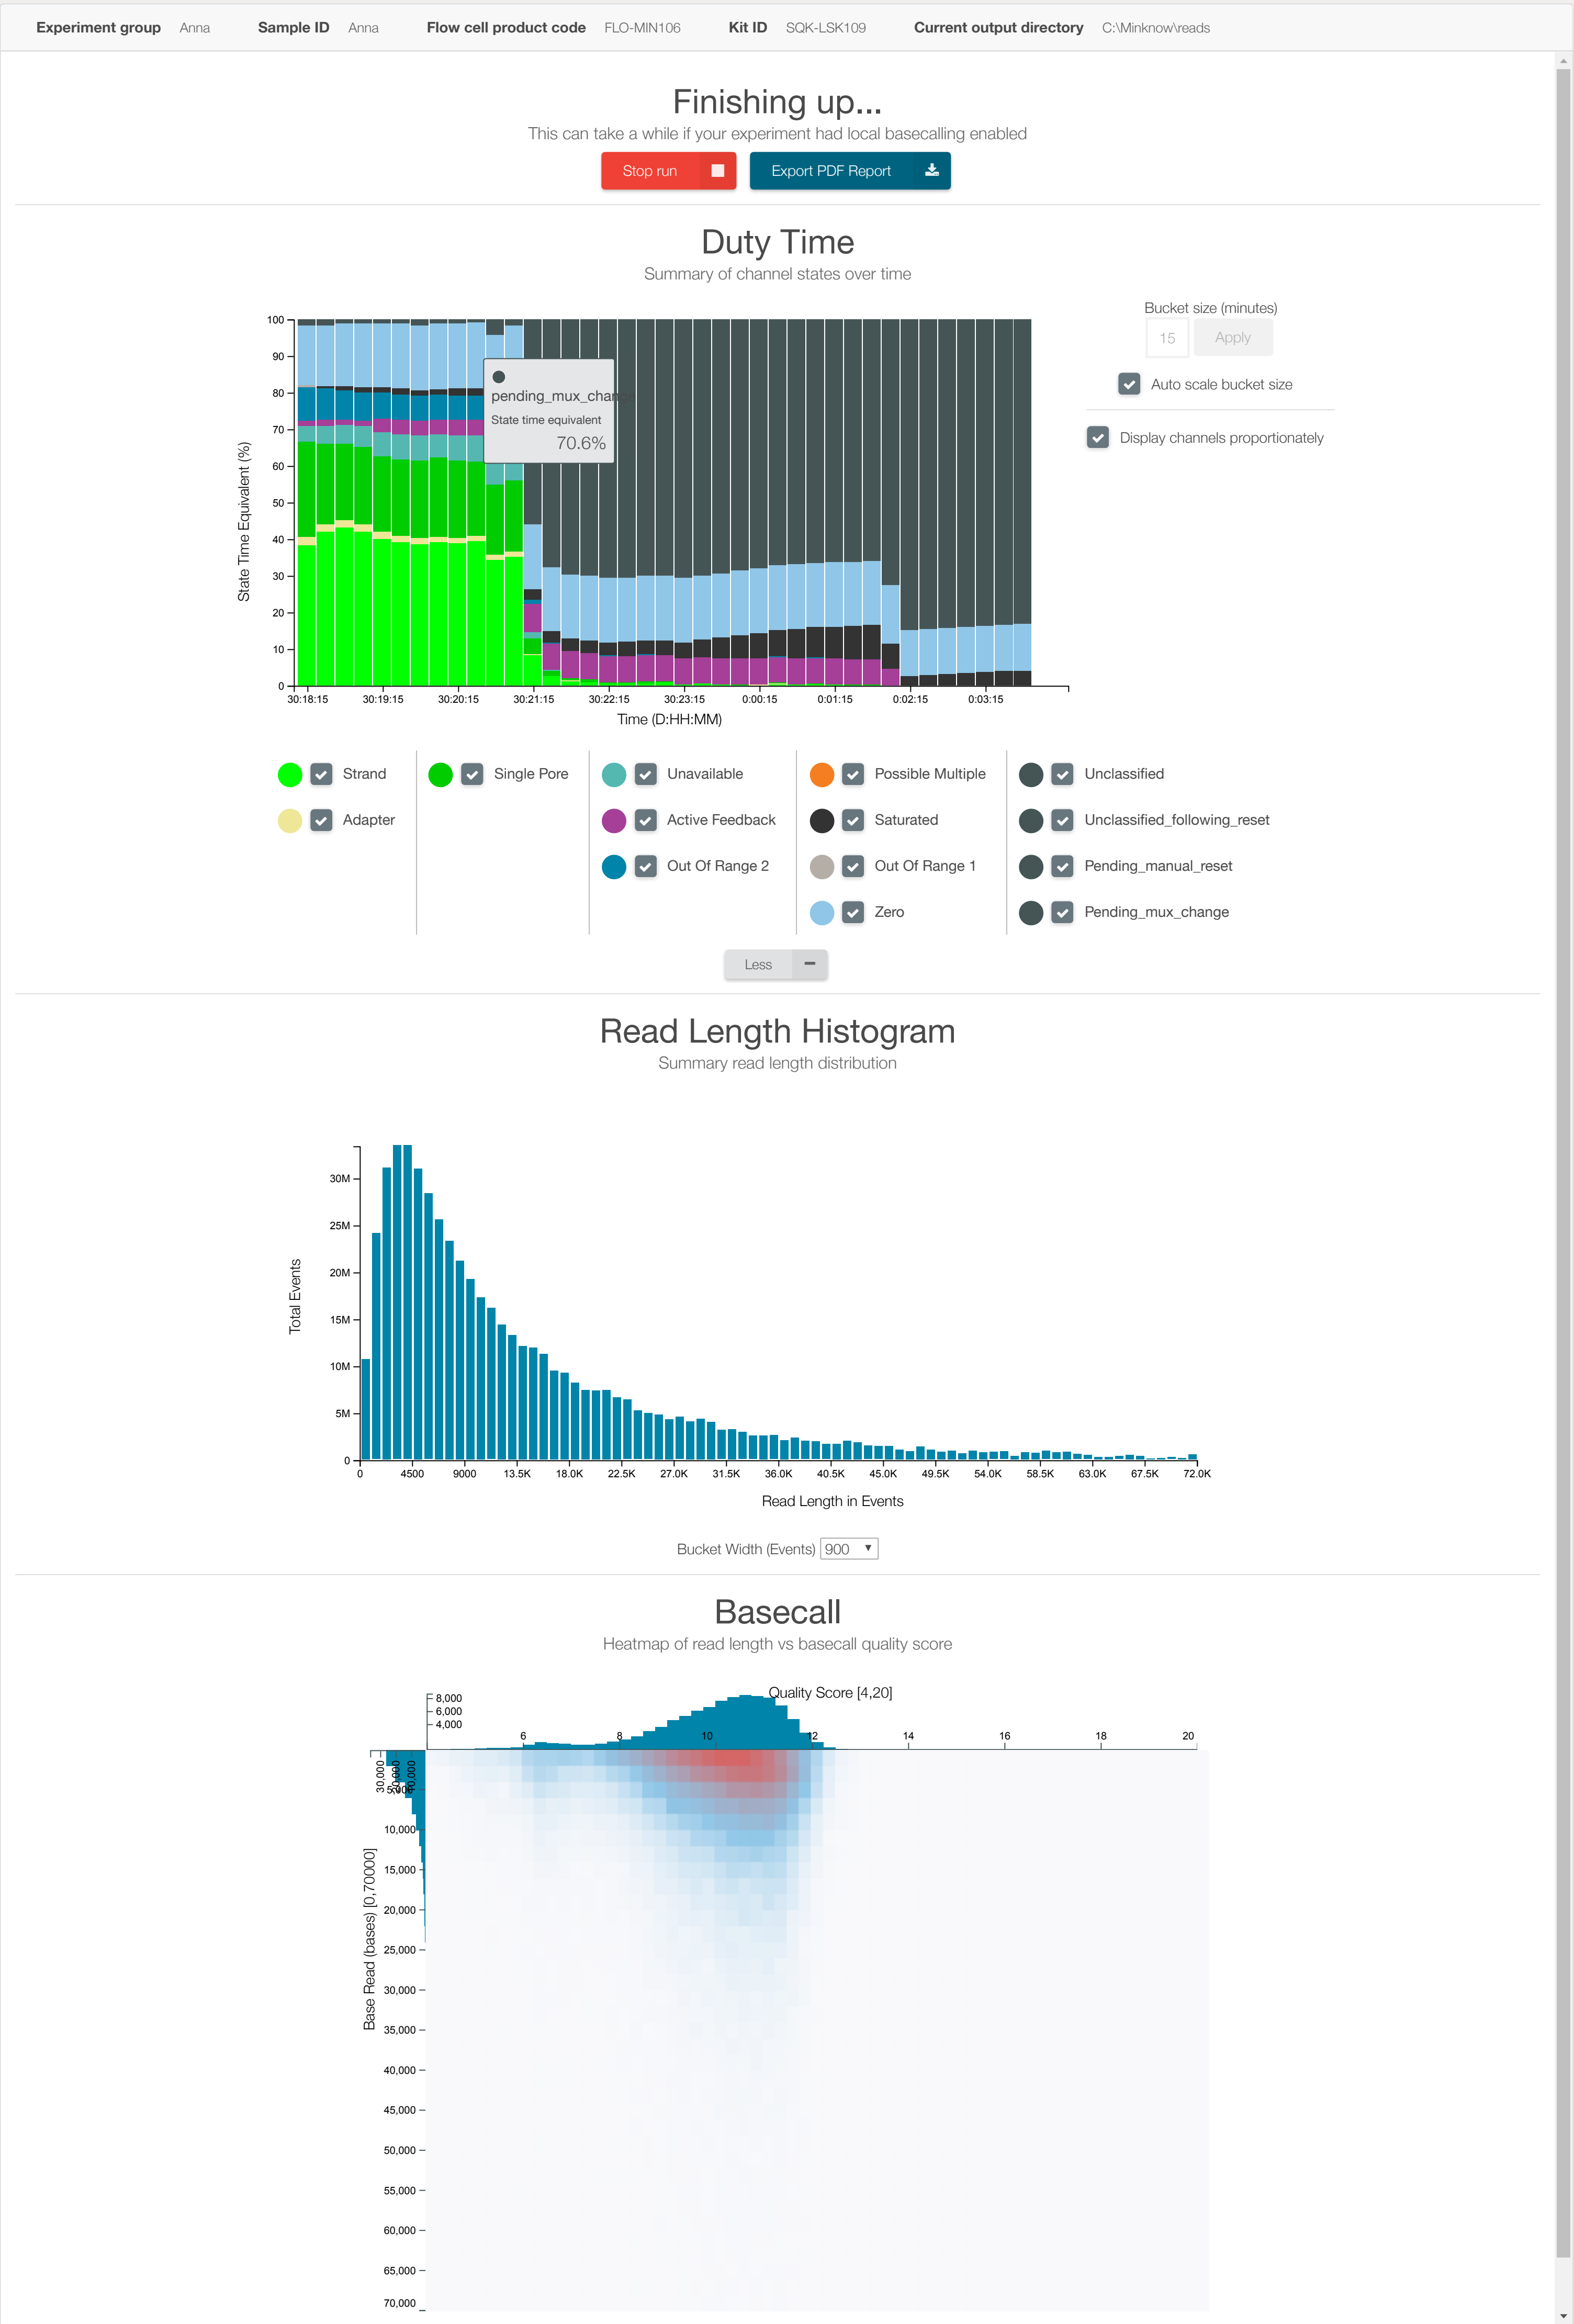 Experiment group Anna Sample ID Anna Flow cell product code FLO-MIN106 Kit ID SQK-LSK109 Current output directory C:\Minknow\reads
Finishing up...
This can take a while if your experiment had local basecalling enabled
Stop run Export PDF Report
Duty Time
Summary of channel states over time
Bucket size (minutes)
15 Apply
Auto scale bucket size
Display channels proportionately
State Time Equivalent (%)
100
90
80
70
60
50
40
30
20
10
0
pending_mux_chan
State time equivalent
70.6%
30:18:15 30:19:15 30:20:15 30:21:15 30:22:15 30:23:15 0:00:15 0:01:15 0:02:15 0:03:15
Time (D:HH:MM)
Strand Single Pore Unavailable Possible Multiple Unclassified
Adapter Active Feedback Saturated Unclassified_following_reset
Out Of Range 2 Out Of Range 1 Pending_manual_reset
Zero Pending_mux_change
Less
Read Length Histogram
Summary read length distribution
Total Events
30M
25M
20M
15M
10M
5M
0
0 4500 9000 13.5K 18.0K 22.5K 27.0K 31.5K 36.0K 40.5K 45.0K 49.5K 54.0K 58.5K 63.0K 67.5K 72.0K
Read Length in Events
Bucket Width (Events) 900
Basecall
Heatmap of read length vs basecall quality score
Quality Score [4,20]
8,000
6,000
4,000
6 8 10 12 14 16 18 20
30,000
Base Read (bases) [0,70000]
5,000
10,000
15,000
20,000
25,000
30,000
35,000
40,000
45,000
50,000
55,000
60,000
65,000
70,000